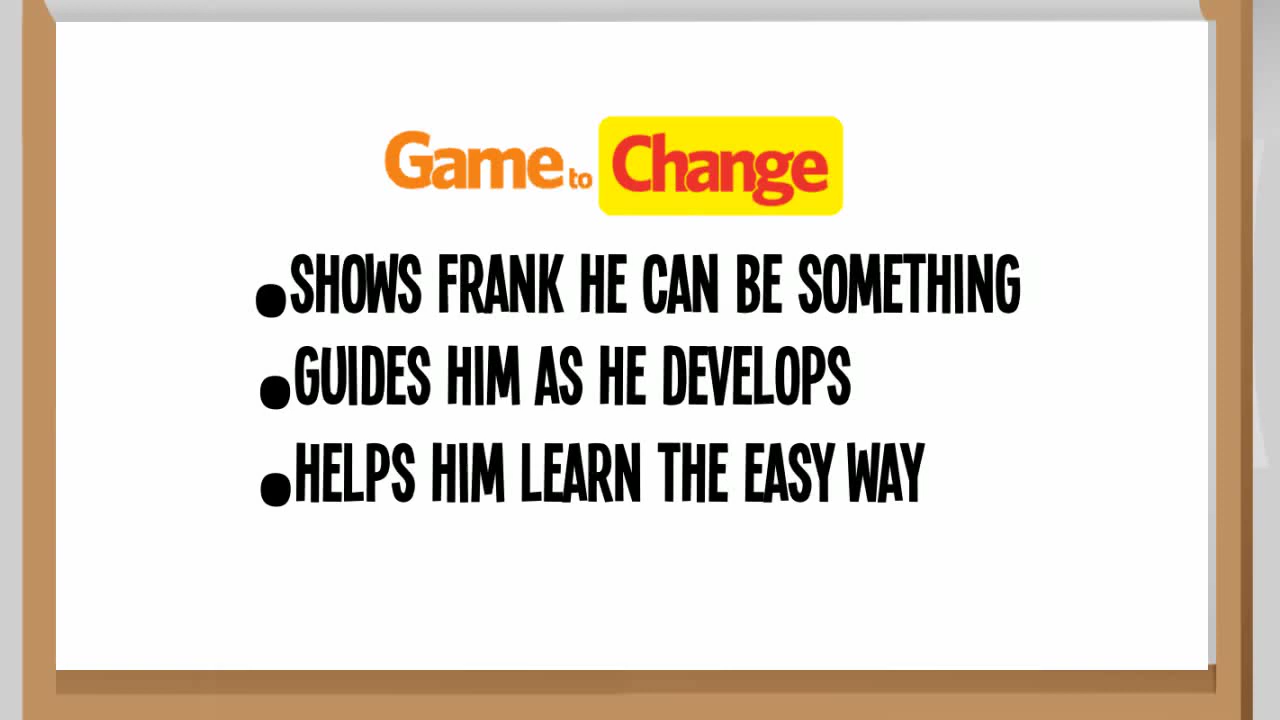 Game to Change
•SHOWS FRANK HE CAN BE SOMETHING
•GUIDES HIM AS HE DEVELOPS
•HELPS HIM LEARN THE EASY WAY